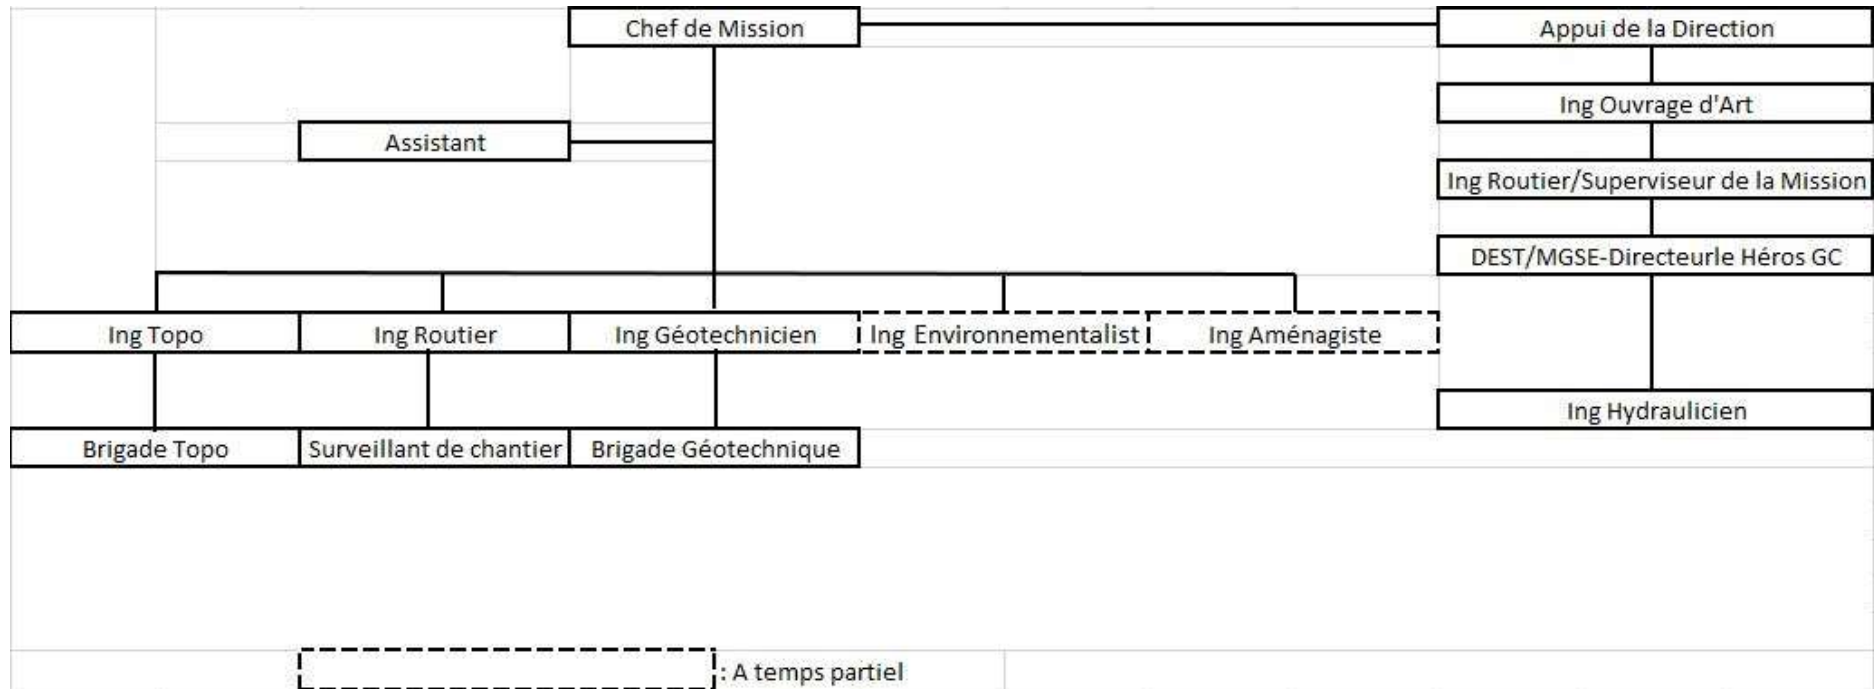 Chef de Mission
Appui de la Direction
Ing Ouvrage d'Art
Assistant
Ing Routier/Superviseur de la Mission
DEST/MGSE-Directeurle Héros GC
Ing Topo
Ing Routier
Ing Géotechnicien
Ing Environnementalist
Ing Aménagiste
Ing Hydraulicien
Brigade Topo
Surveillant de chantier
Brigade Géotechnique
: A temps partiel